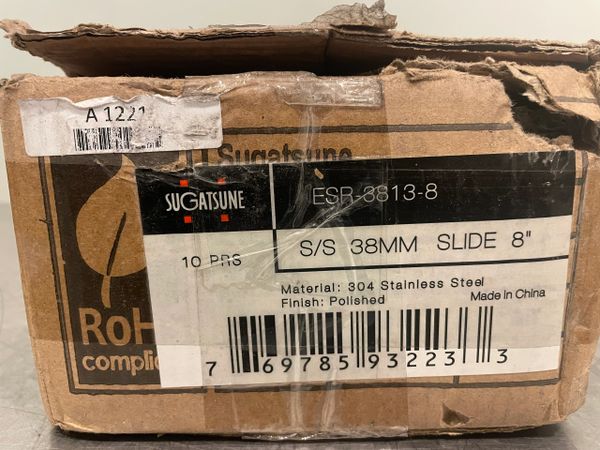 A 1221
Sugatsune
SUGATSUNE
ESR-3813-8
10 PRS
S/S 38MM SLIDE 8"
Material: 304 Stainless Steel
Finish: Polished
Made in China
RoH
complia
7 69785 93223 3